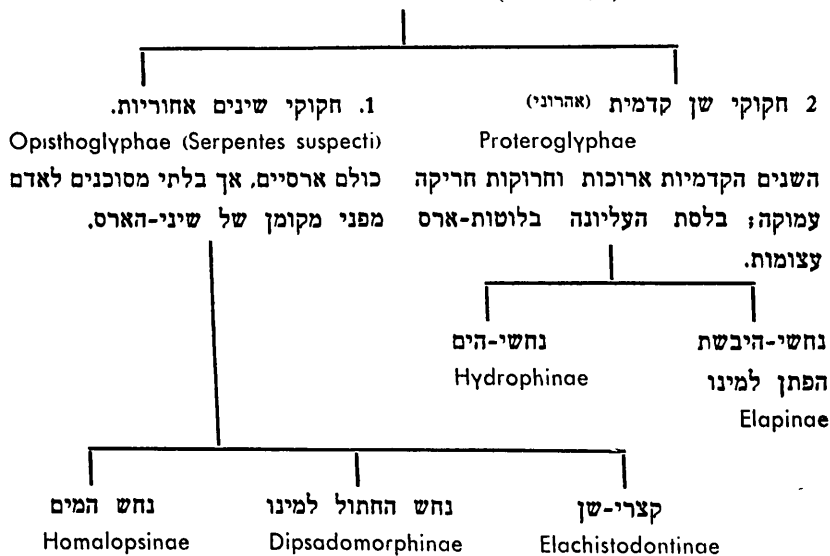 2 חקוקי שן קדמית (אהרוני)
Proteroglyphae
השנים הקדמיות ארוכות וחרוקות חריקה
עמוקה; בלסת העליונה בלוטות-ארס
עצומות.
1. חקוקי שינים אחוריות.
Opisthoglyphae (Serpentes suspecti)
כולם ארסיים, אך בלתי מסוכנים לאדם
מפני מקומן של שיני-הארס.
נחשי-היבשת
הפתן למינו
Elapinae
נחשי-הים
Hydrophinae
קצרי-שן
Elachistodontinae
נחש החתול למינו
Dipsadomorphinae
נחש המים
Homalopsinae